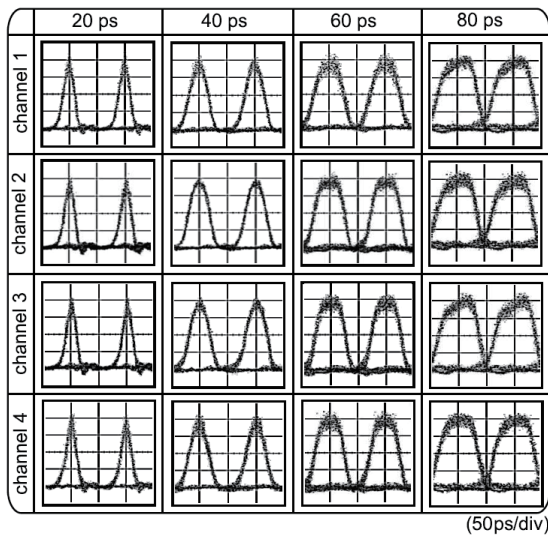 20 ps 40 ps 60 ps 80 ps
channel 1
channel 2
channel 3
channel 4
(50ps/div)